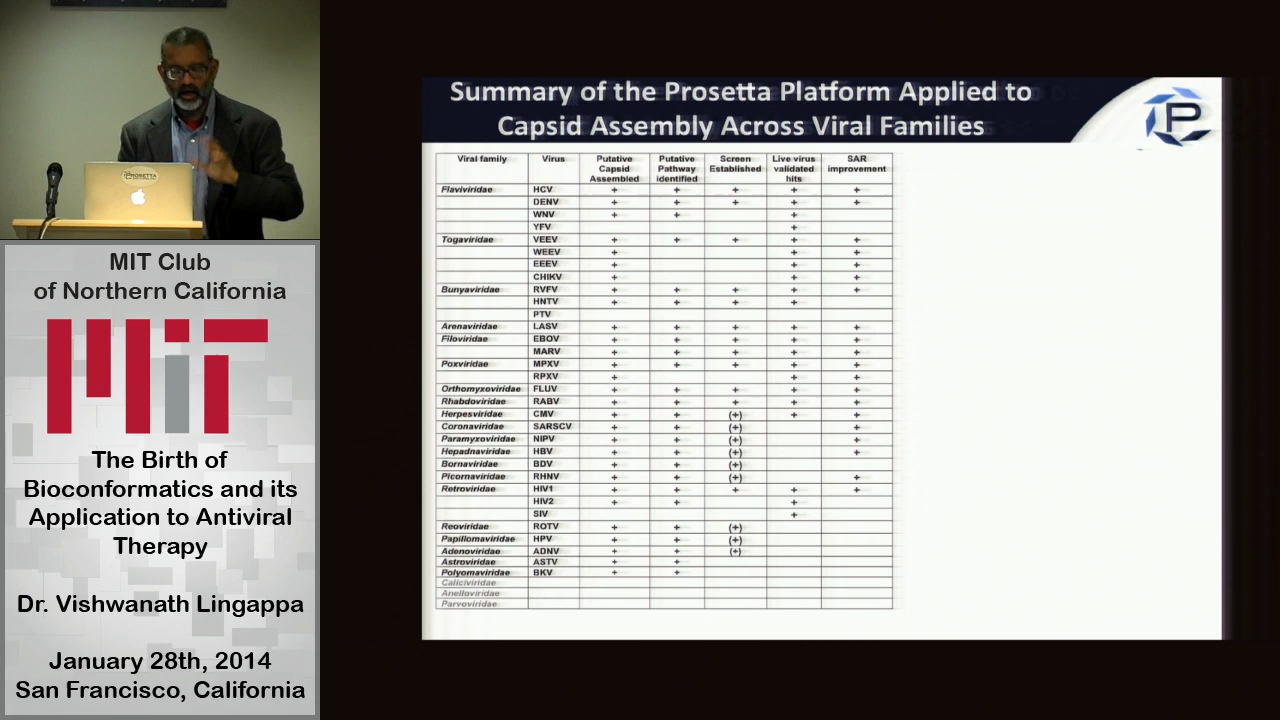 PROSETTA
MIT Club
of Northern California
The Birth of
Bioconformatics and its
Application to Antiviral
Therapy
Dr. Vishwanath Lingappa
January 28th, 2014
San Francisco, California
Summary of the Prosetta Platform Applied to
Capsid Assembly Across Viral Families
P
Viral family Virus Putative Capsid Assembled Putative Pathway identified Screen Established Live virus validated hits SAR improvement
Flaviviridae HCV + + + + +
DENV + + + + +
WNV + + +
YFV +
Togaviridae VEEV + + + + +
WEEV + + +
EEEV + + +
CHIKV + + +
Bunyaviridae RVFV + + + + +
HNTV + + + +
PTV
Arenaviridae LASV + + + + +
Filoviridae EBOV + + + + +
MARV + + + + +
Poxviridae MPXV + + + + +
RPXV + + +
Orthomyxoviridae FLUV + + + + +
Rhabdoviridae RABV + + + + +
Herpesviridae CMV + + (+) + +
Coronaviridae SARSCV + + (+) +
Paramyxoviridae NIPV + + (+) +
Hepadnaviridae HBV + + (+) +
Bornaviridae BDV + + (+)
Picornaviridae RHNV + + (+) +
Retroviridae HIV1 + + + + +
HIV2 + + +
SIV +
Reoviridae ROTV + + (+)
Papillomaviridae HPV + + (+)
Adenoviridae ADNV + + (+)
Astroviridae ASTV + +
Polyomaviridae BKV + +
Caliciviridae
Anelloviridae
Parvoviridae